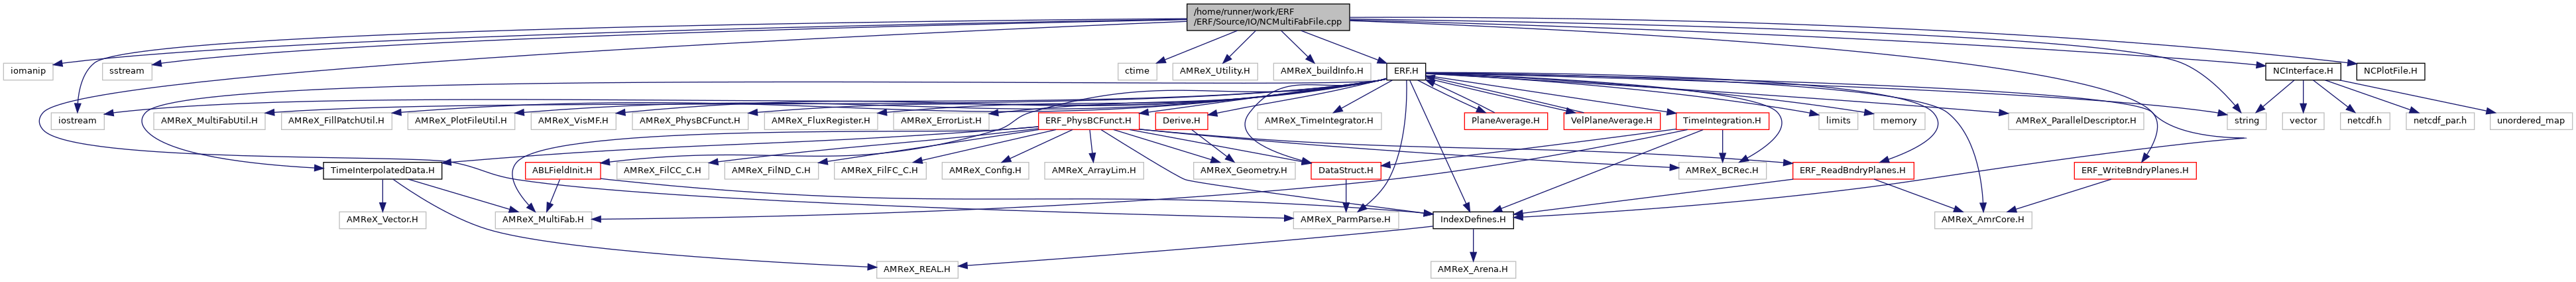 /home/runner/work/ERF
/ERF/Source/IO/NCMultiFabFile.cpp
iomanip
sstream
ctime
AMReX_Utility.H
AMReX_buildInfo.H
ERF.H
NCInterface.H
NCPlotFile.H
iostream
AMReX_MultiFabUtil.H
AMReX_FillPatchUtil.H
AMReX_PlotFileUtil.H
AMReX_VisMF.H
AMReX_PhysBCFunct.H
AMReX_FluxRegister.H
AMReX_ErrorList.H
ERF_PhysBCFunct.H
Derive.H
AMReX_TimeIntegrator.H
PlaneAverage.H
VelPlaneAverage.H
TimeIntegration.H
limits
memory
AMReX_ParallelDescriptor.H
string
vector
netcdf.h
netcdf_par.h
unordered_map
TimeInterpolatedData.H
ABLFieldInit.H
AMReX_FilCC_C.H
AMReX_FilND_C.H
AMReX_FilFC_C.H
AMReX_Config.H
AMReX_ArrayLim.H
AMReX_Geometry.H
DataStruct.H
AMReX_BCRec.H
ERF_ReadBndryPlanes.H
ERF_WriteBndryPlanes.H
AMReX_Vector.H
AMReX_MultiFab.H
AMReX_ParmParse.H
IndexDefines.H
AMReX_AmrCore.H
AMReX_REAL.H
AMReX_Arena.H